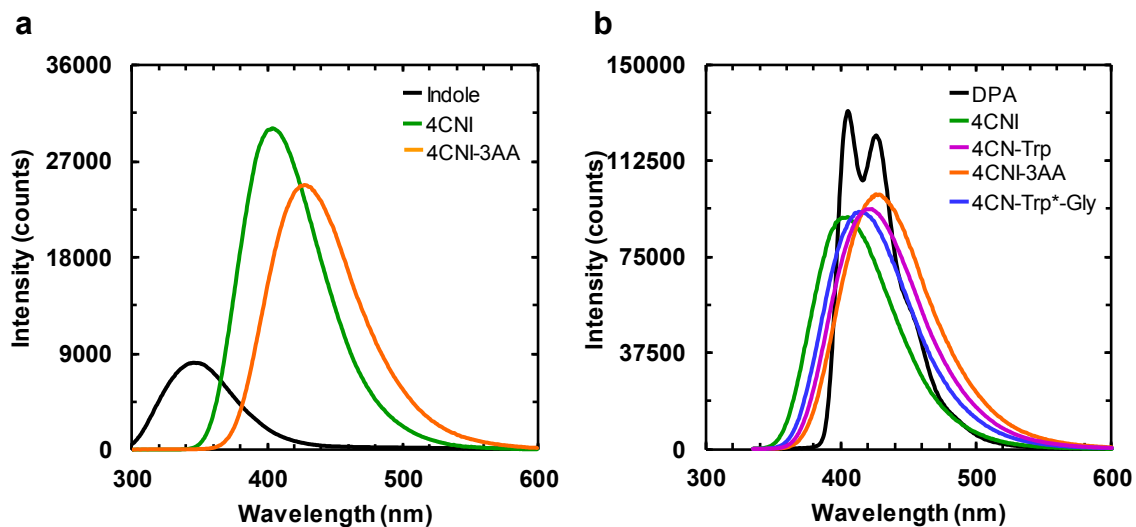 a
Intensity (counts)
36000
27000
18000
9000
0
Indole
4CNI
4CNI-3AA
300
400
500
600
Wavelength (nm)
b
Intensity (counts)
150000
112500
75000
37500
0
DPA
4CNI
4CN-Trp
4CNI-3AA
4CN-Trp*-Gly
300
400
500
600
Wavelength (nm)